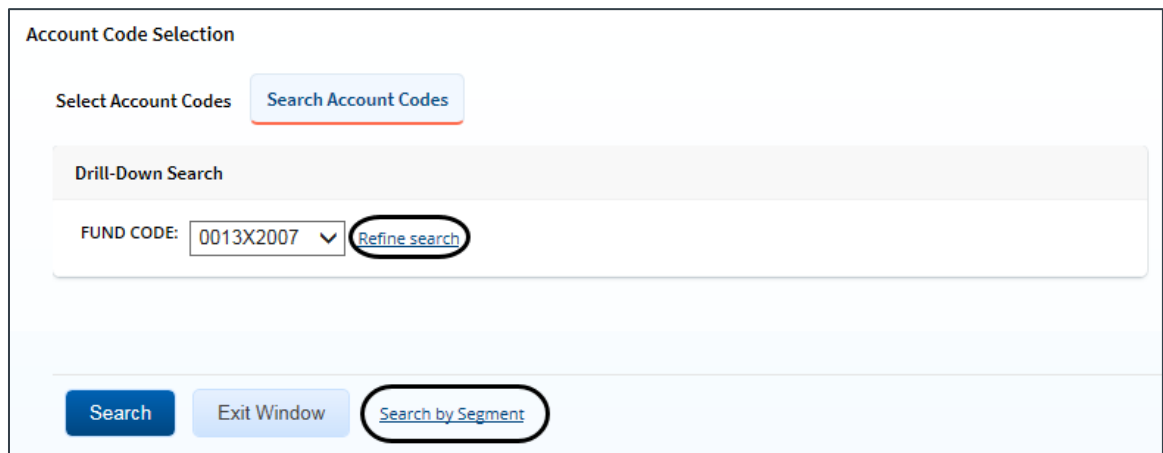 Account Code Selection
Select Account Codes Search Account Codes
Drill-Down Search
FUND CODE: 0013X2007 Refine search
Search Exit Window Search by Segment